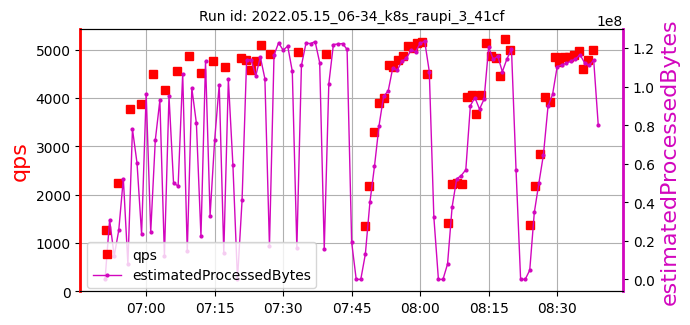 Run id: 2022.05.15_06-34_k8s_raupi_3_41cf
1e8
5000
4000
3000
2000
1000
0
qps
1.2
1.0
0.8
0.6
0.4
0.2
0.0
estimatedProcessedBytes
qps
estimatedProcessedBytes
07:00 07:15 07:30 07:45 08:00 08:15 08:30